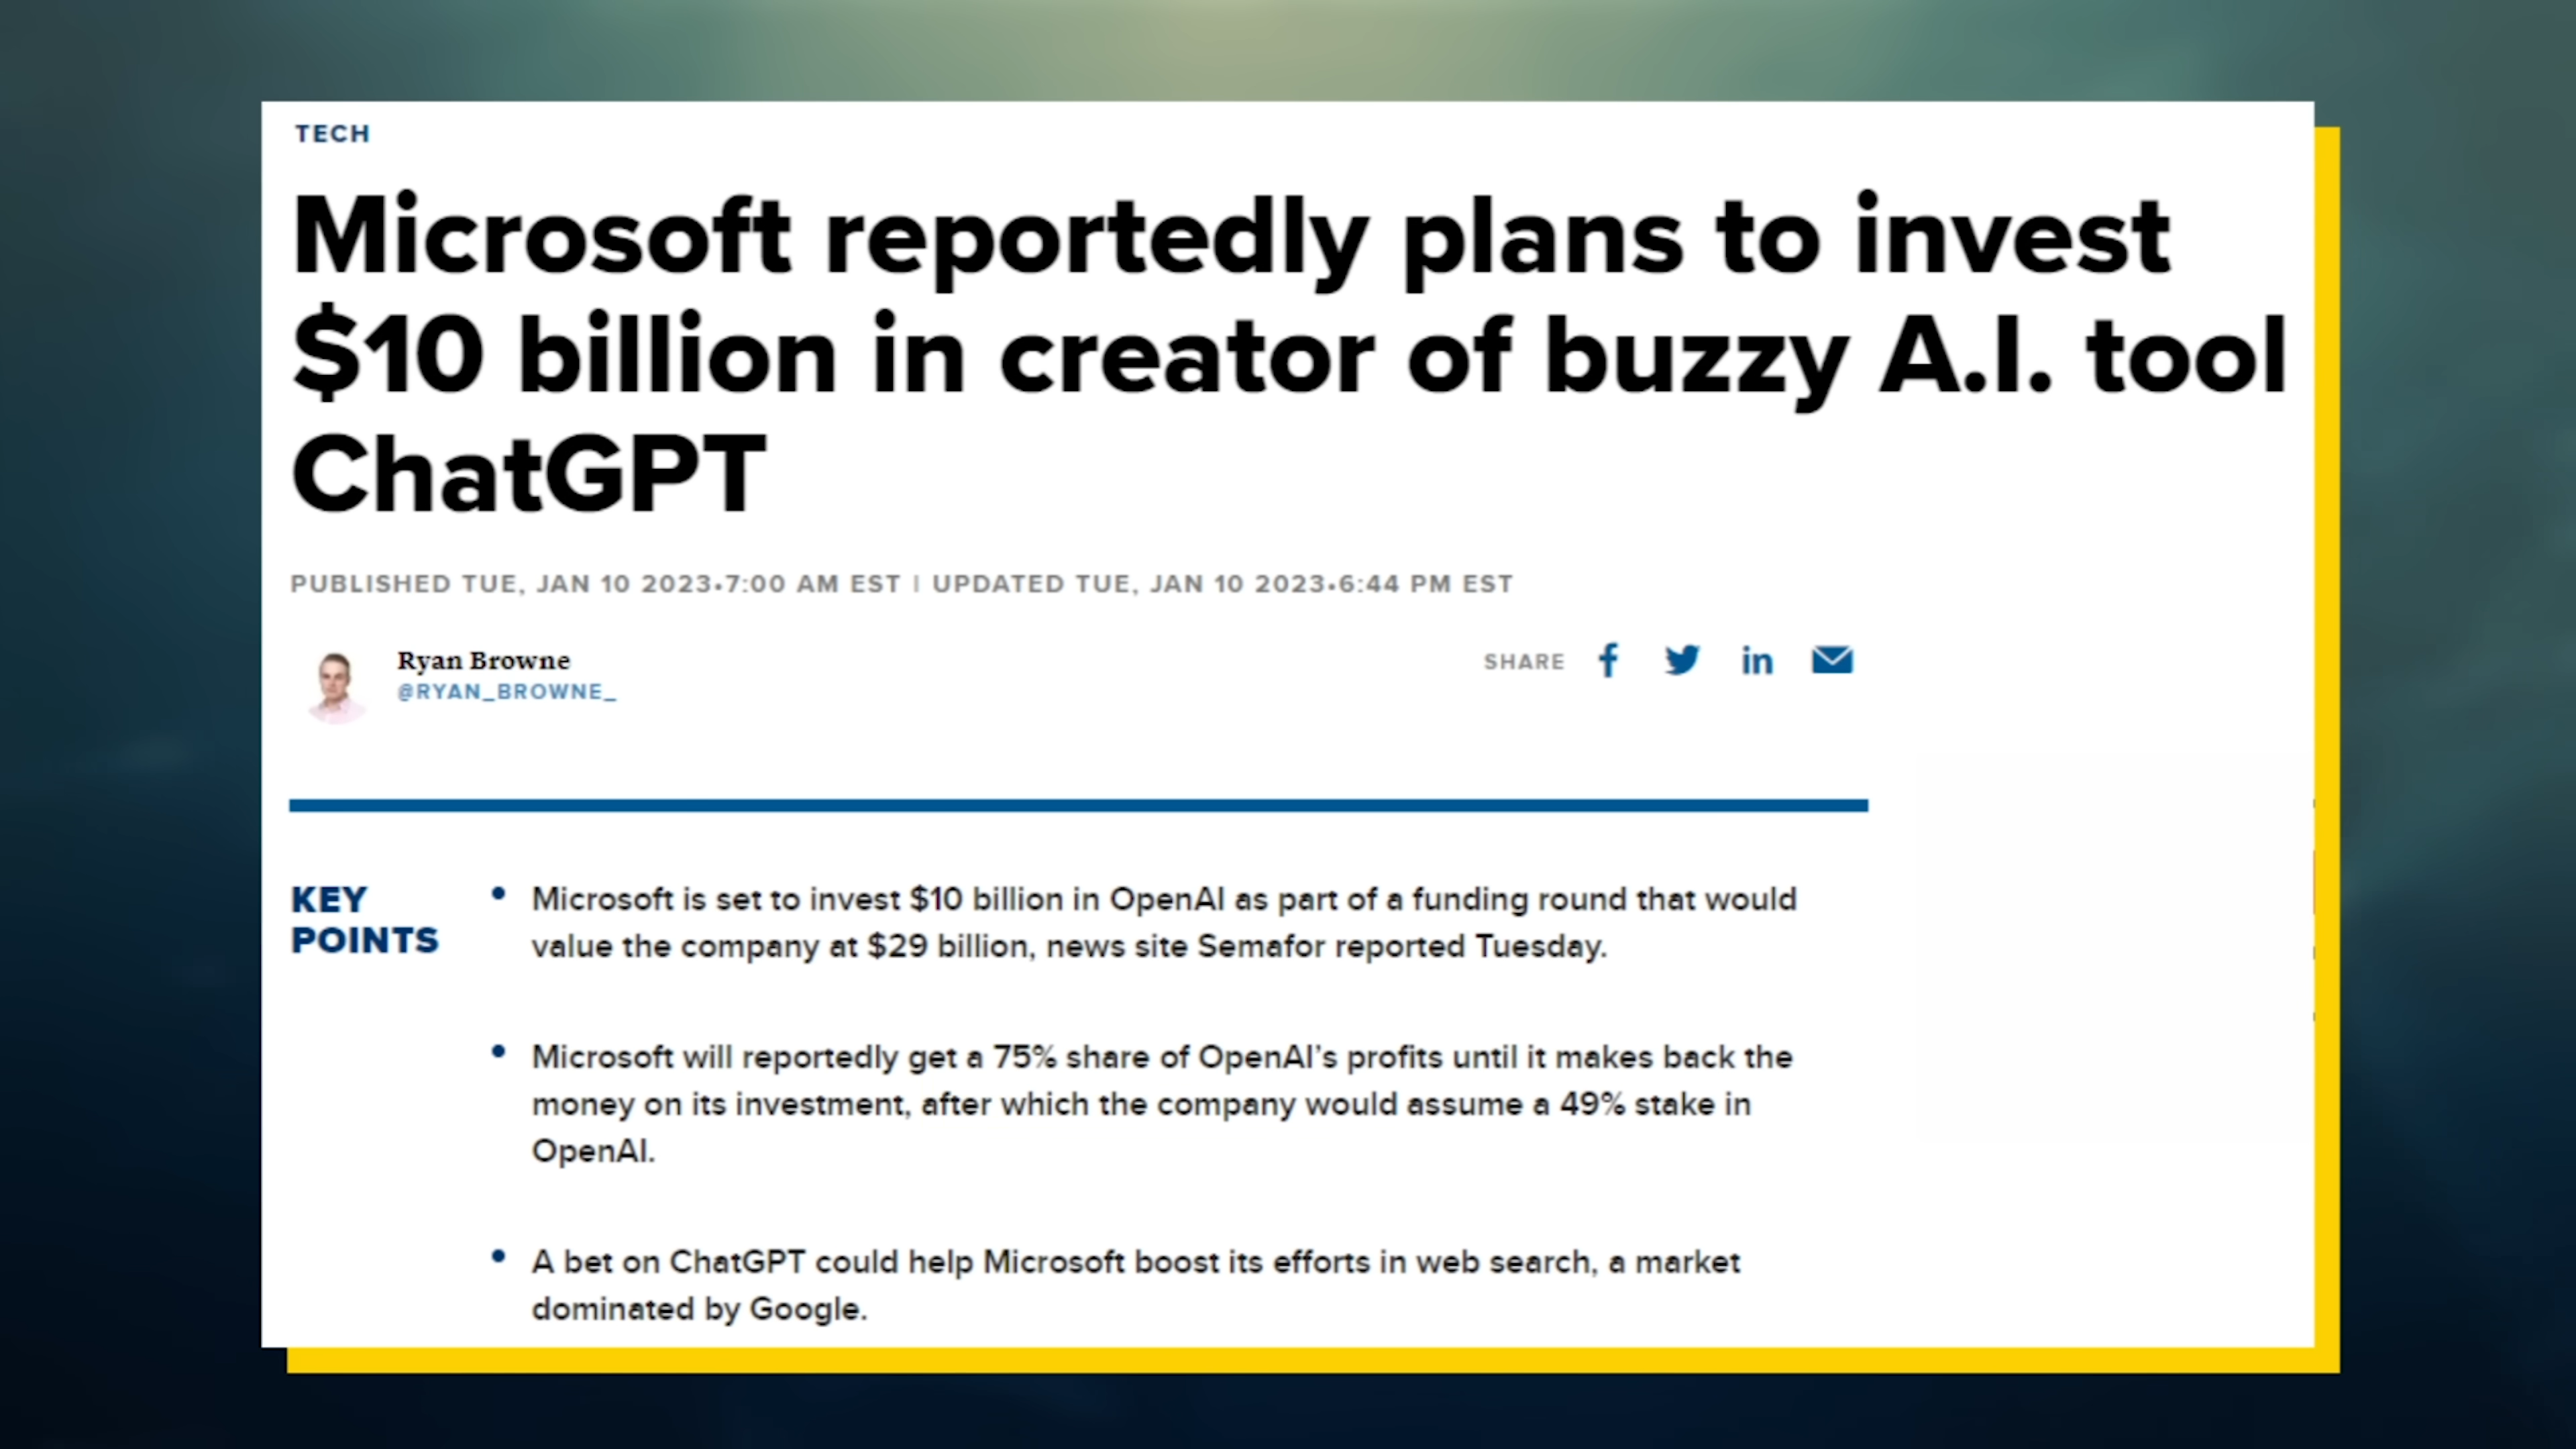 TECH
Microsoft reportedly plans to invest
$10 billion in creator of buzzy A.I. tool
ChatGPT
PUBLISHED TUE, JAN 10 2023•7:00 AM EST | UPDATED TUE, JAN 10 2023•6:44 PM EST
Ryan Browne
@RYAN_BROWNE_
SHARE
KEY
POINTS
• Microsoft is set to invest $10 billion in OpenAI as part of a funding round that would
value the company at $29 billion, news site Semafor reported Tuesday.
• Microsoft will reportedly get a 75% share of OpenAI’s profits until it makes back the
money on its investment, after which the company would assume a 49% stake in
OpenAI.
• A bet on ChatGPT could help Microsoft boost its efforts in web search, a market
dominated by Google.